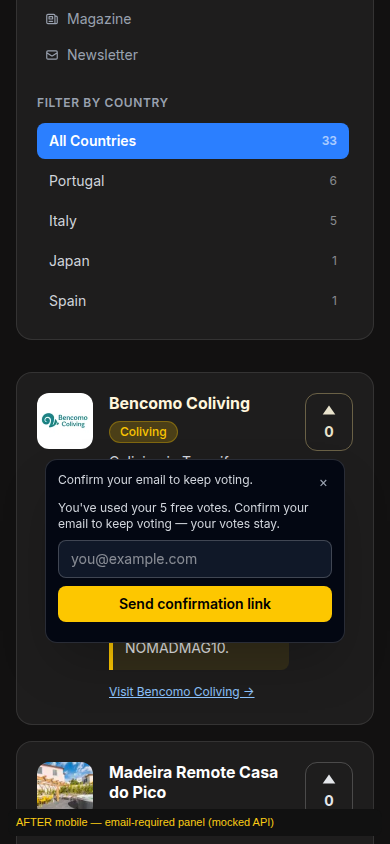 Magazine
Newsletter
FILTER BY COUNTRY
All Countries 33
Portugal 6
Italy 5
Japan 1
Spain 1
Bencomo Coliving
Bencomo Coliving
Coliving
0
Confirm your email to keep voting. ×
You've used your 5 free votes. Confirm your
email to keep voting — your votes stay.
you@example.com
Send confirmation link
NOMADMAG10.
Visit Bencomo Coliving →
Madeira Remote Casa
do Pico
0
AFTER mobile — email-required panel (mocked API)